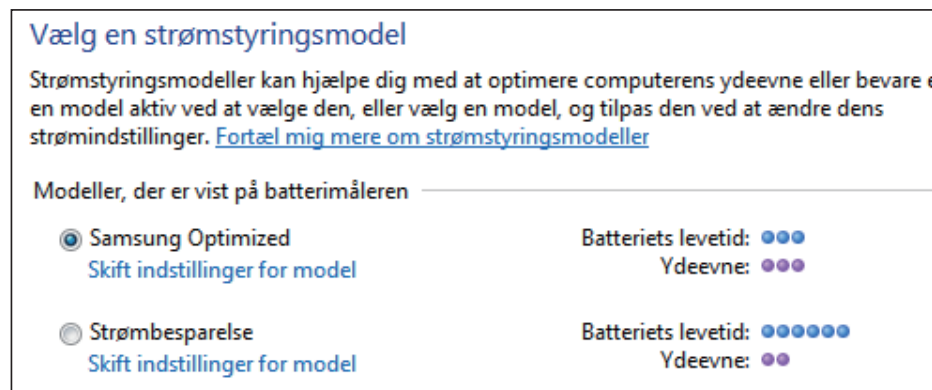 Vælg en strømstyringsmodel
Strømstyringsmodeller kan hjælpe dig med at optimere computerens ydeevne eller bevare
en model aktiv ved at vælge den, eller vælg en model, og tilpas den ved at ændre dens
strømindstillinger. Fortæl mig mere om strømstyringsmodeller
Modeller, der er vist på batterimåleren
Samsung Optimized Batteriets levetid:
Skift indstillinger for model Ydeevne:
Strømbesparelse Batteriets levetid:
Skift indstillinger for model Ydeevne: